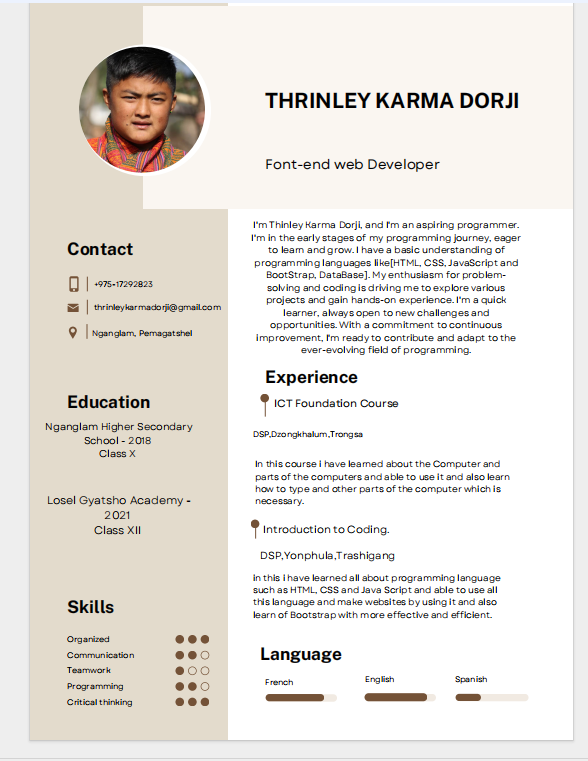 THRINLEY KARMA DORJI
Font-end web Developer
Contact
+975-17292823
thrinleykarmadorji@gmail.com
Nganglam, Pemagatshel
Education
Nganglam Higher Secondary
School - 2018
Class X
Losel Gyatsho Academy -
2021
Class XII
Skills
Organized
Communication
Teamwork
Programming
Critical thinking
I'm Thinley Karma Dorji, and I'm an aspiring programmer.
I'm in the early stages of my programming journey, eager
to learn and grow. I have a basic understanding of
programming languages like[HTML, CSS, JavaScript and
BootStrap, DataBase]. My enthusiasm for problem-
solving and coding is driving me to explore various
projects and gain hands-on experience. I'm a quick
learner, always open to new challenges and
opportunities. With a commitment to continuous
improvement, I'm ready to contribute and adapt to the
ever-evolving field of programming.
Experience
ICT Foundation Course
DSP,Dzongkhalum,Trongsa
In this course i have learned about the Computer and
parts of the computers and able to use it and also learn
how to type and other parts of the computer which is
necessary.
Introduction to Coding.
DSP,Yonphula,Trashigang
in this i have learned all about programming language
such as HTML, CSS and Java Script and able to use all
this language and make websites by using it and also
learn of Bootstrap with more effective and efficient.
Language
French
English
Spanish